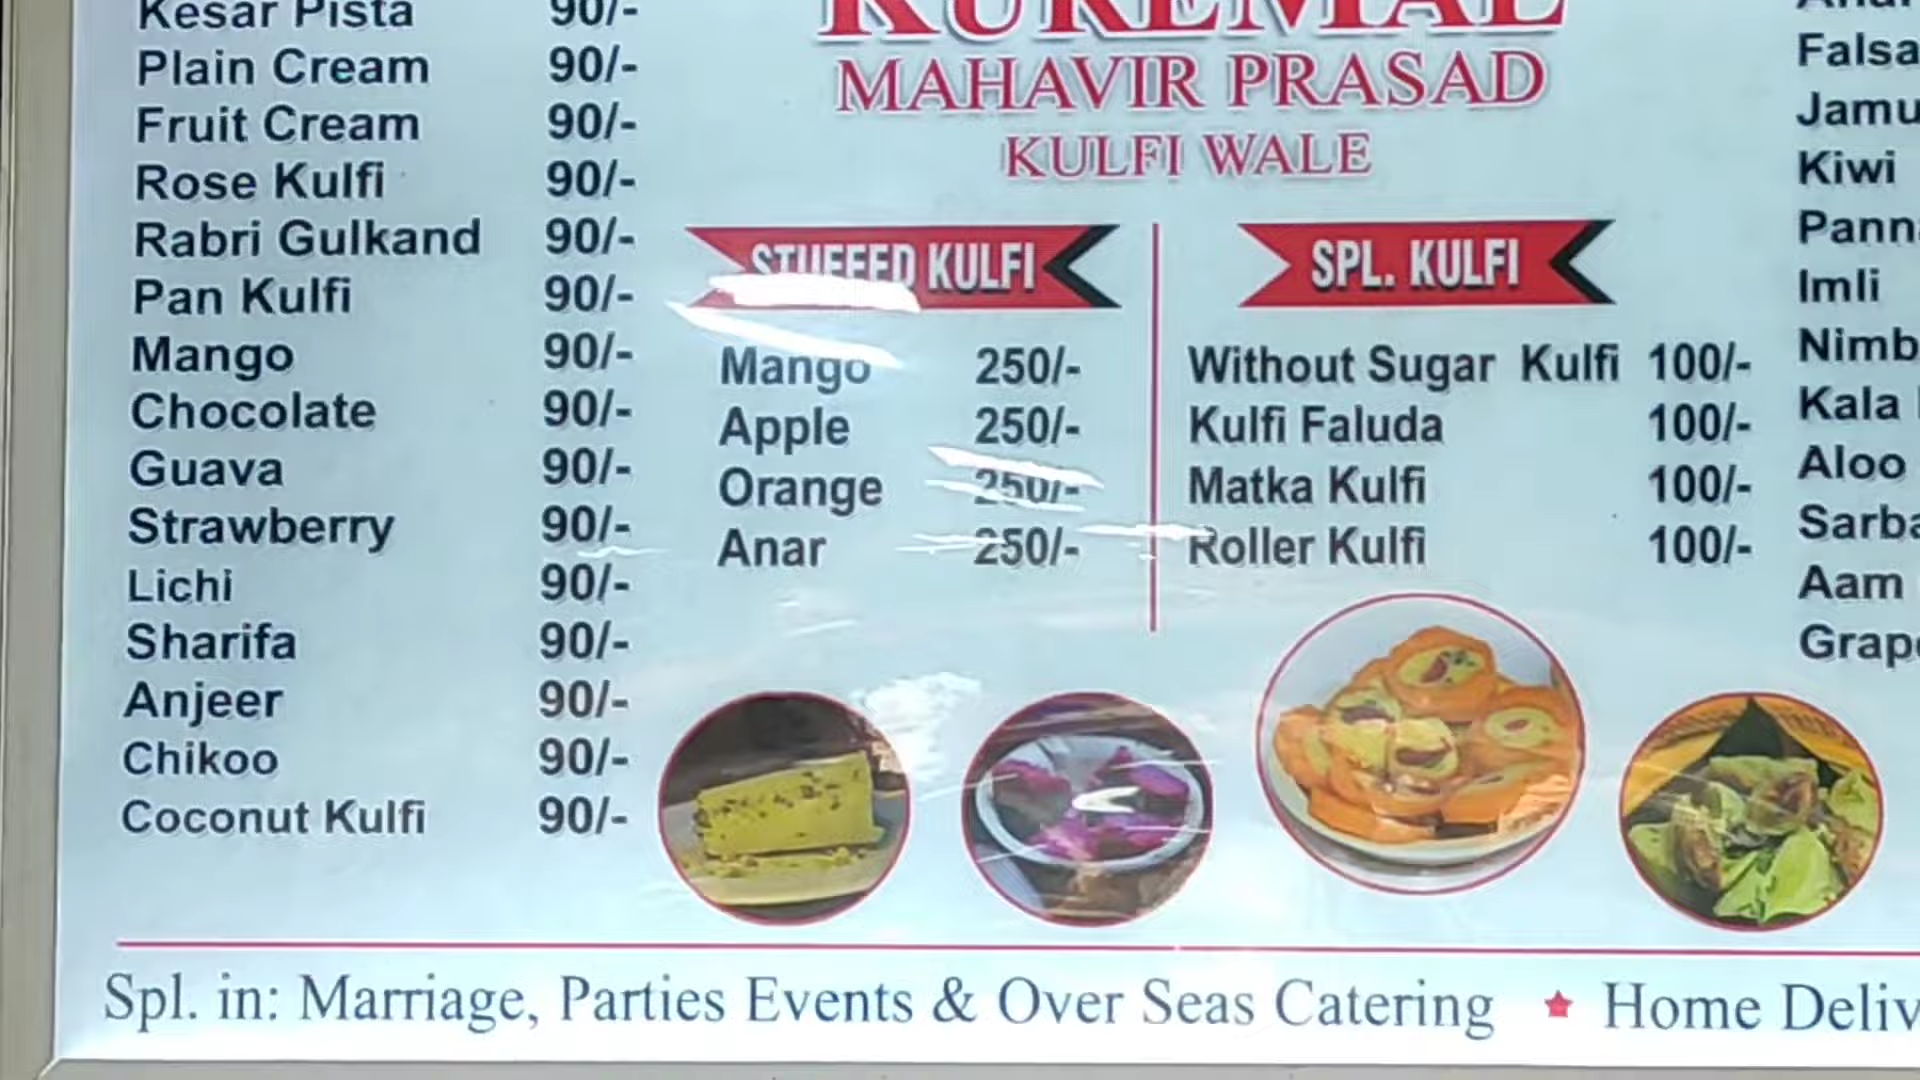 Kesar Pista 90/-
Plain Cream 90/-
Fruit Cream 90/-
Rose Kulfi 90/-
Rabri Gulkand 90/-
Pan Kulfi 90/-
Mango 90/-
Chocolate 90/-
Guava 90/-
Strawberry 90/-
Lichi 90/-
Sharifa 90/-
Anjeer 90/-
Chikoo 90/-
Coconut Kulfi 90/-
KUREMAL
MAHAVIR PRASAD
KULFI WALE
STUFFED KULFI
Mango 250/-
Apple 250/-
Orange 250/-
Anar 250/-
SPL. KULFI
Without Sugar Kulfi 100/-
Kulfi Faluda 100/-
Matka Kulfi 100/-
Roller Kulfi 100/-
Falsa
Jamu
Kiwi
Pann
Imli
Nimb
Kala
Aloo
Sarba
Aam
Grap
Spl. in: Marriage, Parties Events & Over Seas Catering ★ Home Deliv